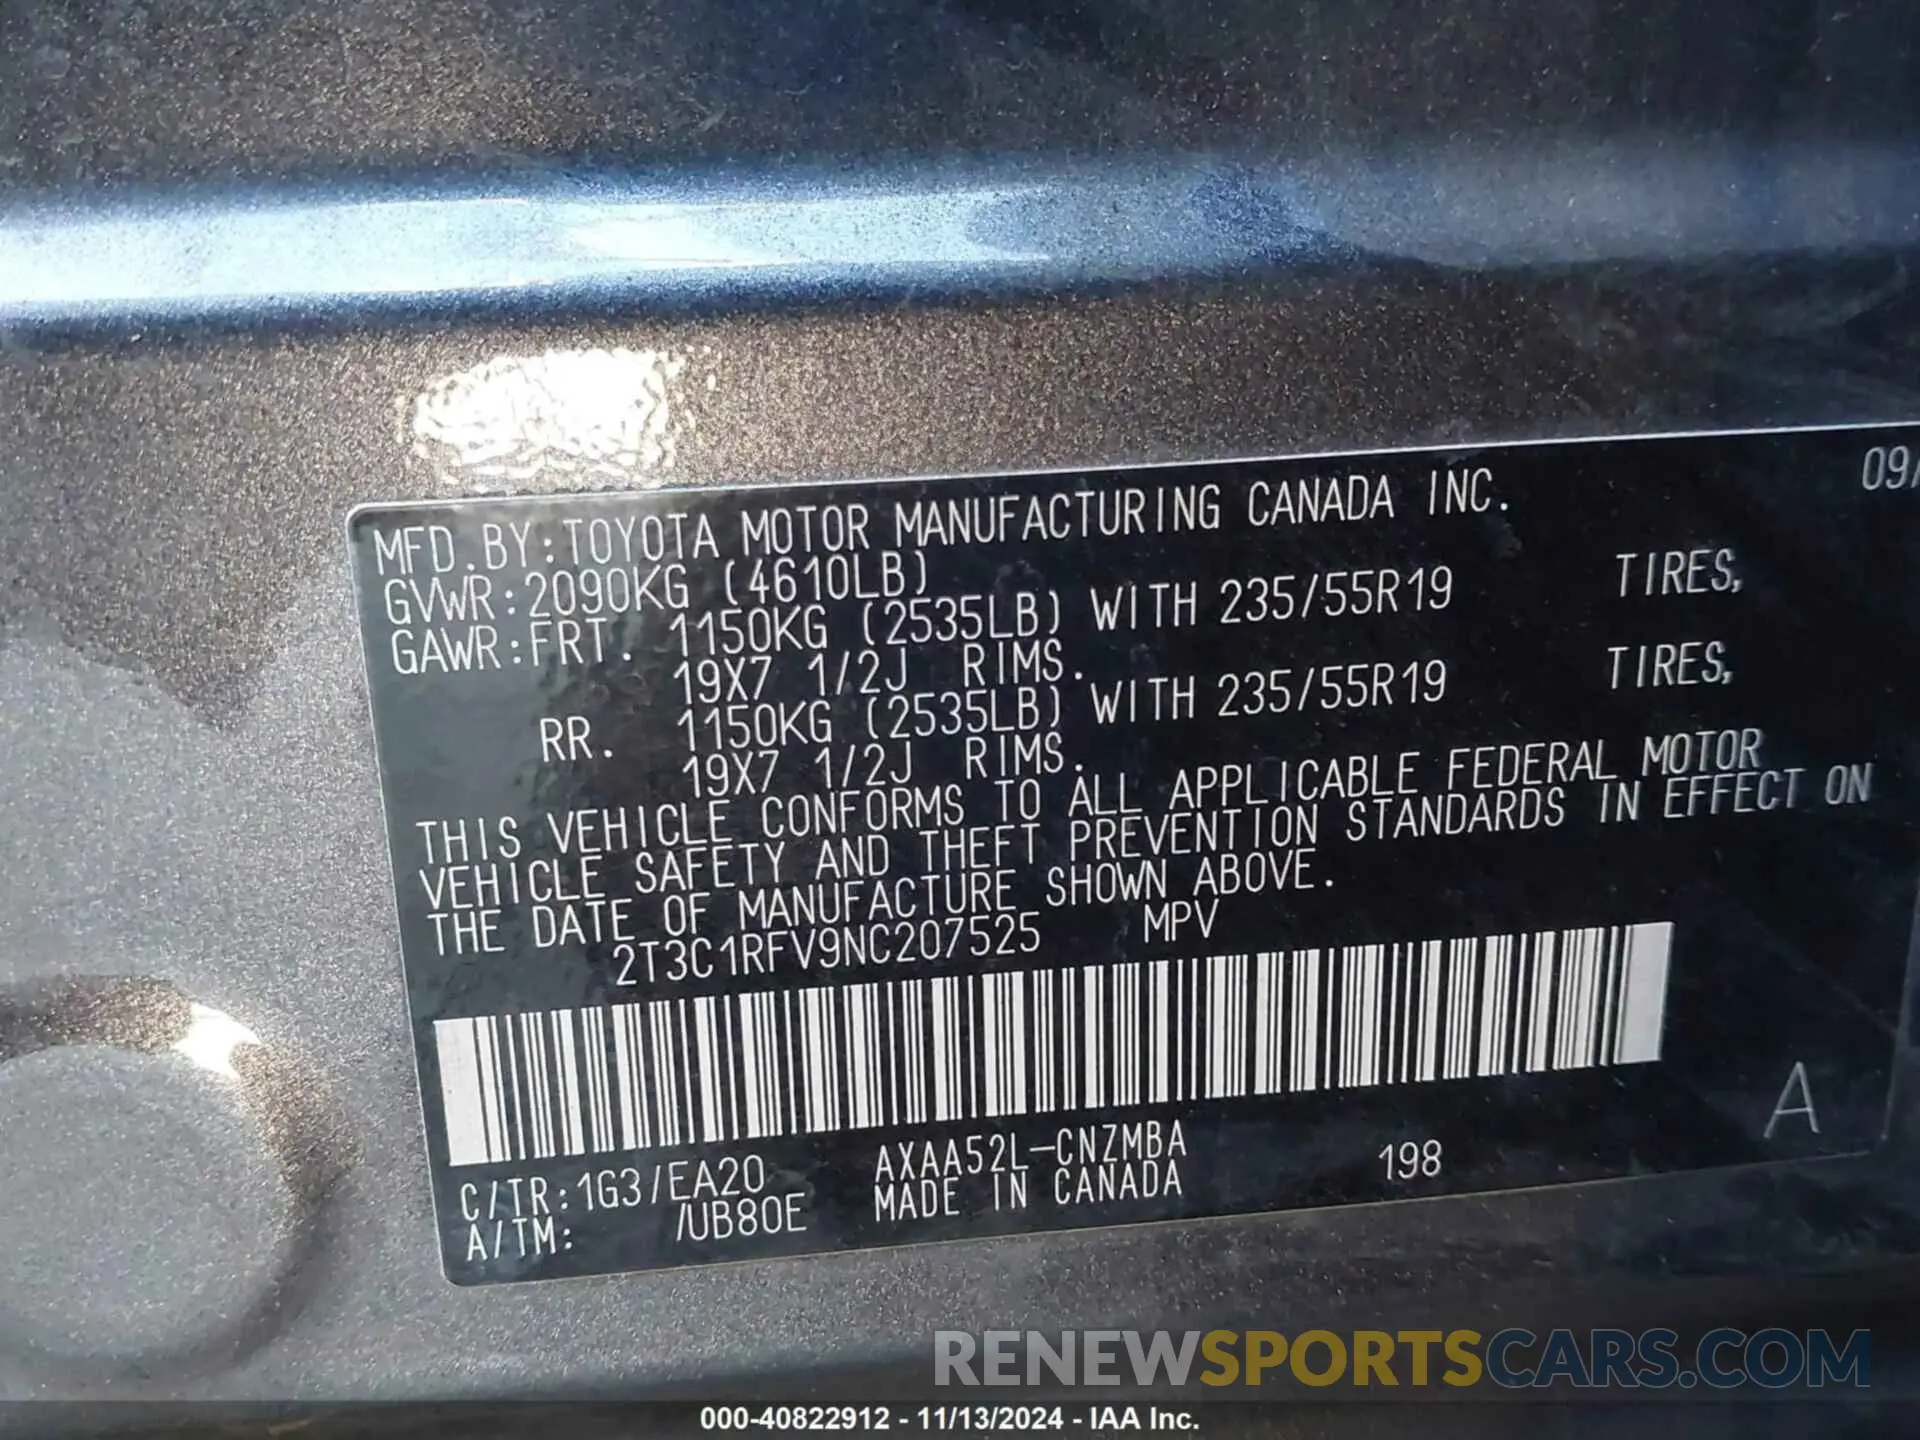 09/
MFD.BY:TOYOTA MOTOR MANUFACTURING CANADA INC.
GVWR:2090KG (4610LB)
GAWR:FRT. 1150KG (2535LB) WITH 235/55R19 TIRES,
19X7 1/2J RIMS.
RR. 1150KG (2535LB) WITH 235/55R19 TIRES,
19X7 1/2J RIMS.
THIS VEHICLE CONFORMS TO ALL APPLICABLE FEDERAL MOTOR
VEHICLE SAFETY AND THEFT PREVENTION STANDARDS IN EFFECT ON
THE DATE OF MANUFACTURE SHOWN ABOVE.
2T3C1RFV9NC207525 MPV
A
C/TR:1G3/EA20 AXAA52L-CNZMBA 198
A/TM: /UB80E MADE IN CANADA
RENEWSPORTSCARS.COM
000-40822912 - 11/13/2024 - IAA Inc.